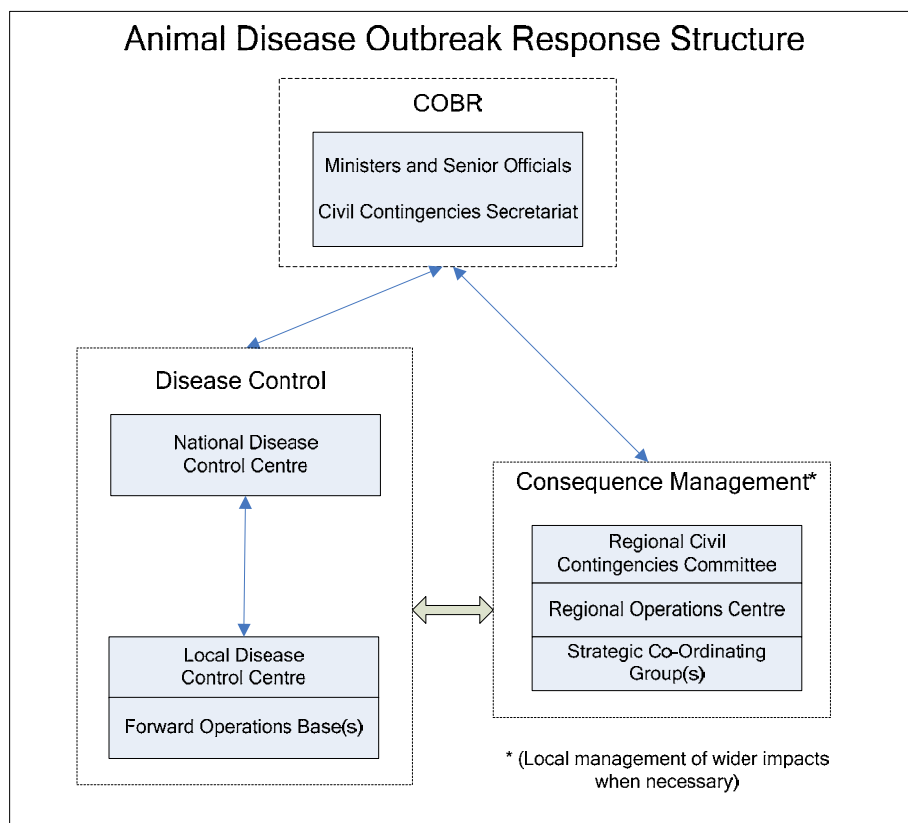 Animal Disease Outbreak Response Structure
COBR
Ministers and Senior Officials
Civil Contingencies Secretariat
Disease Control
National Disease
Control Centre
Local Disease
Control Centre
Forward Operations Base(s)
Consequence Management*
Regional Civil
Contingencies Committee
Regional Operations Centre
Strategic Co-Ordinating
Group(s)
* (Local management of wider impacts
when necessary)